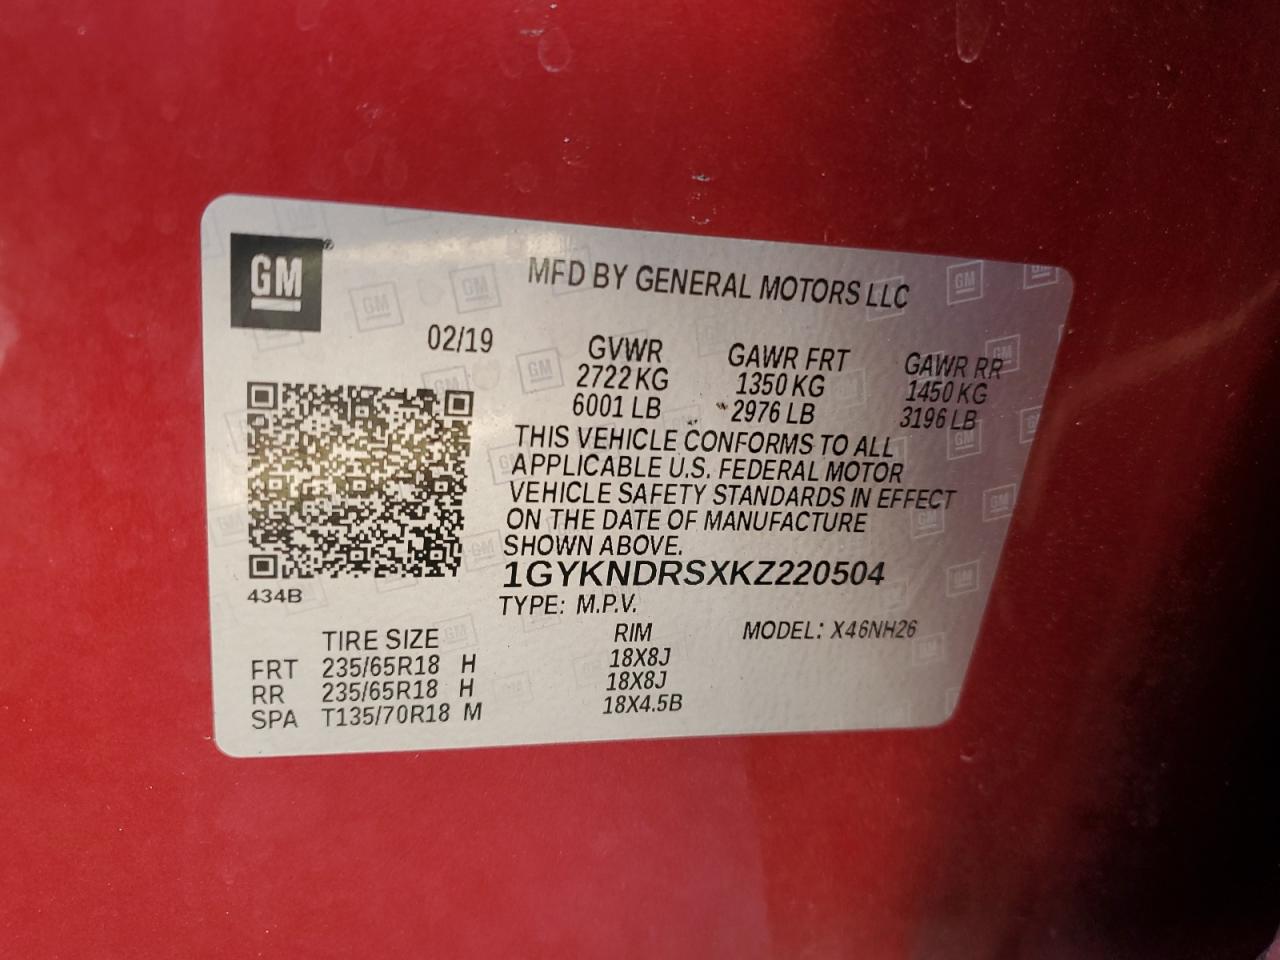 GM
MFD BY GENERAL MOTORS LLC
02/19
GVWR GAWR FRT GAWR RR
2722 KG 1350 KG 1450 KG
6001 LB 2976 LB 3196 LB
THIS VEHICLE CONFORMS TO ALL
APPLICABLE U.S. FEDERAL MOTOR
VEHICLE SAFETY STANDARDS IN EFFECT
ON THE DATE OF MANUFACTURE
SHOWN ABOVE.
1GYKNDRSXKZ220504
434B
TYPE: M.P.V.
TIRE SIZE RIM MODEL: X46NH26
FRT 235/65R18 H 18X8J
RR 235/65R18 H 18X8J
SPA T135/70R18 M 18X4.5B